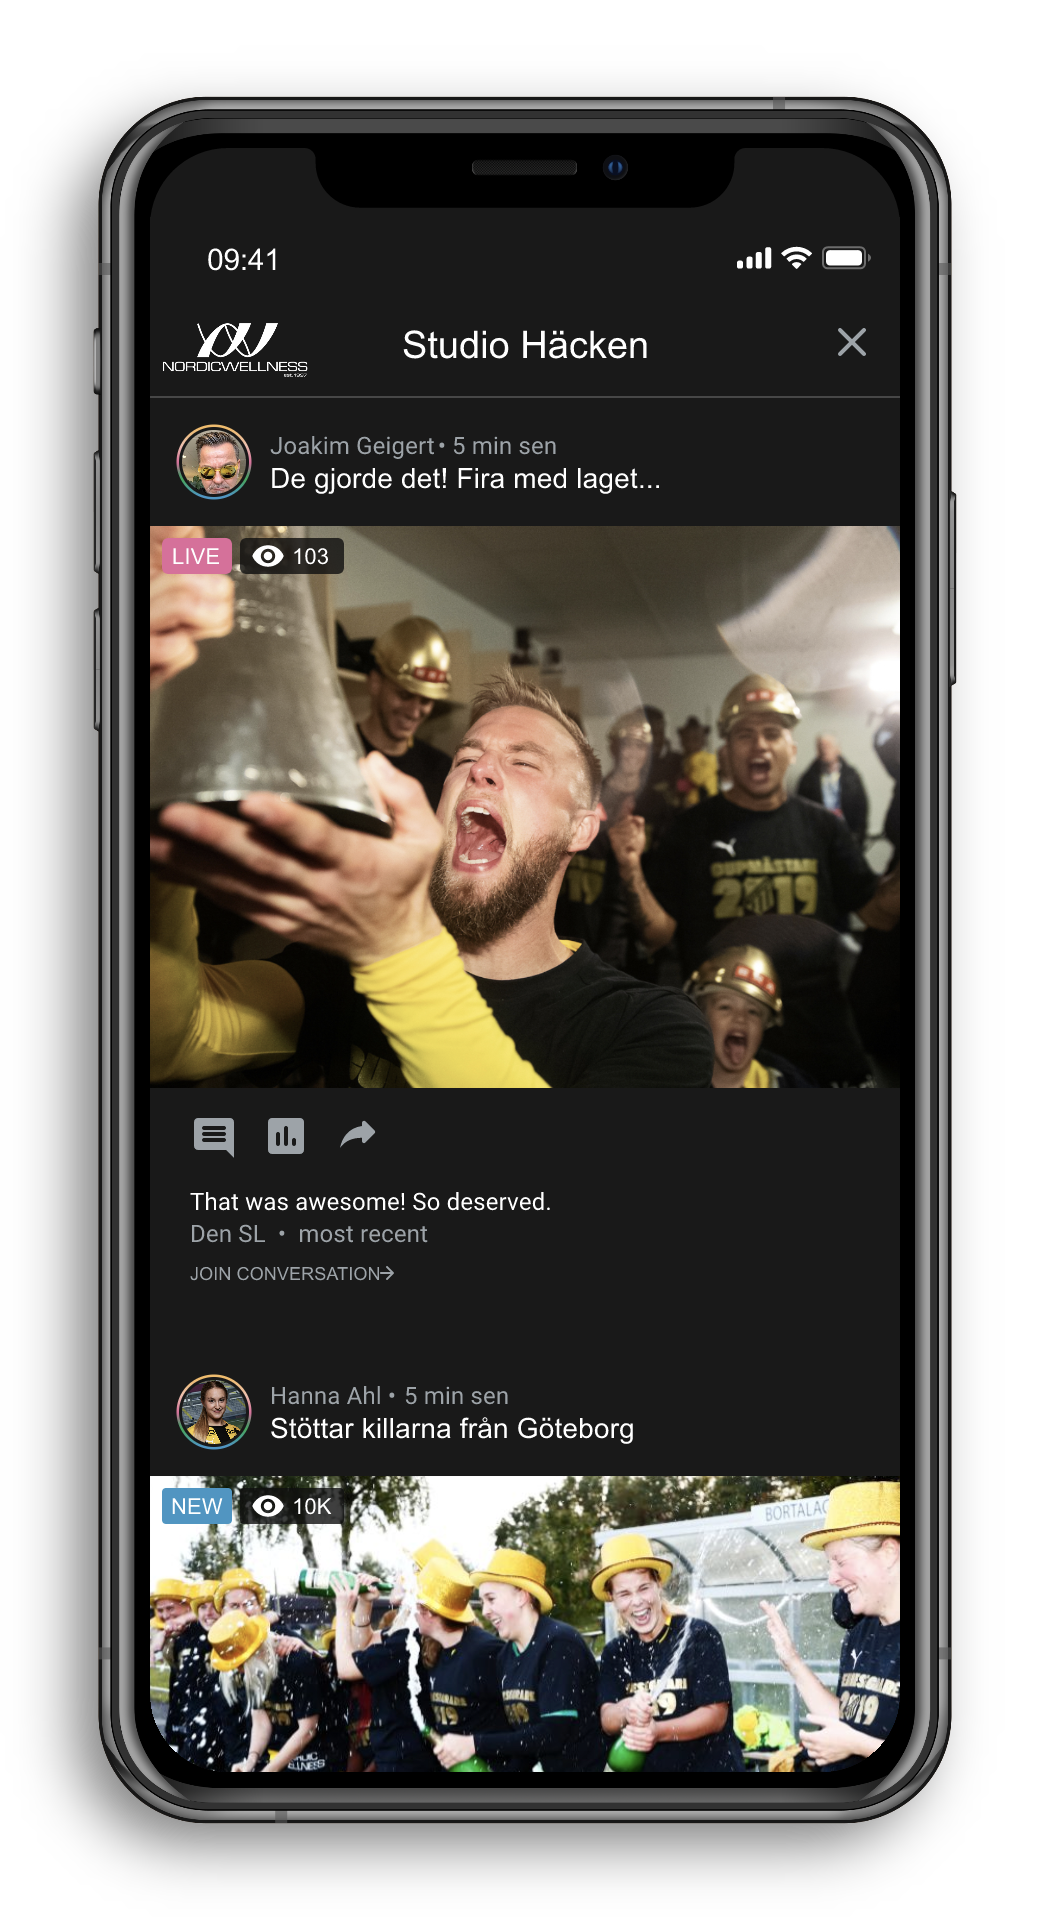 09:41
NORDICWELLNESS
est.1997
Studio Häcken
Joakim Geigert • 5 min sen
De gjorde det! Fira med laget...
LIVE
103
CUPMÄSTARE
2019
That was awesome! So deserved.
Den SL • most recent
JOIN CONVERSATION→
Hanna Ahl • 5 min sen
Stöttar killarna från Göteborg
NEW
10K
BORTALAG